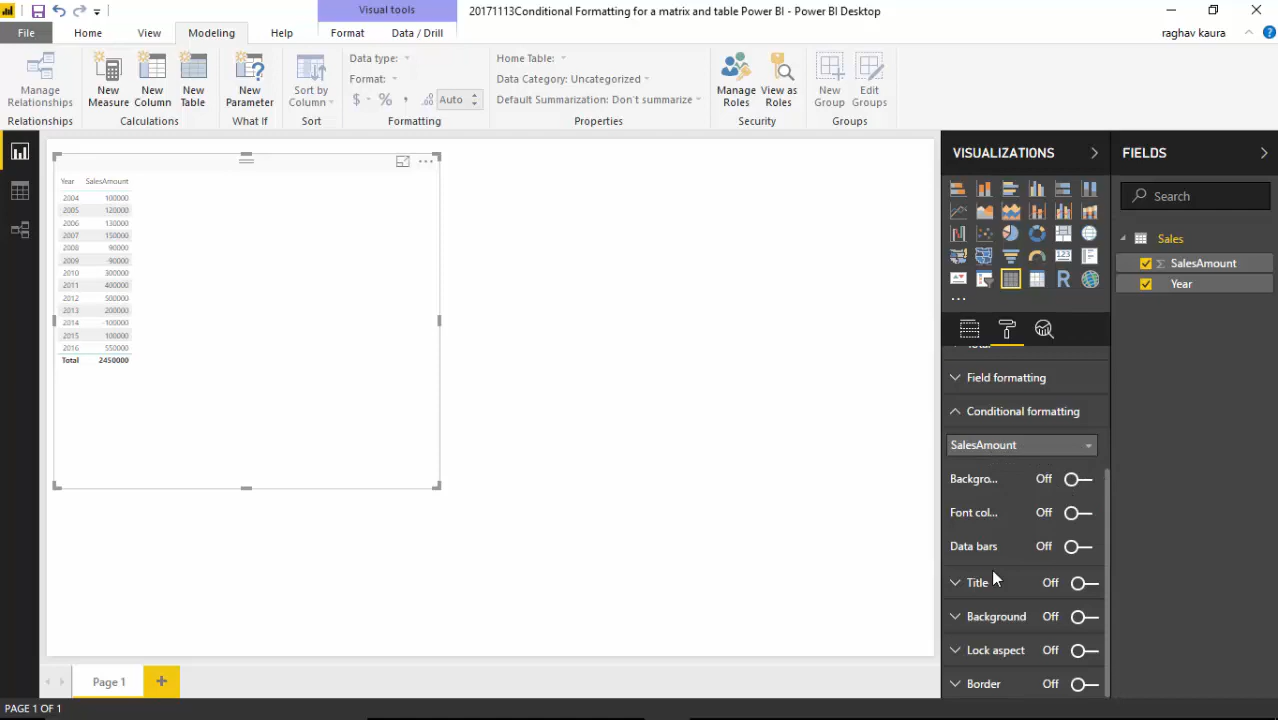 20171113Conditional Formatting for a matrix and table Power BI - Power BI Desktop
Visual tools
File Home View Modeling Help Format Data / Drill
raghav kaura
Manage Relationships
New Measure
New Column
New Table
New Parameter
Sort by Column
Data type:
Format:
$ % , .00 Auto
Home Table:
Data Category: Uncategorized
Default Summarization: Don't summarize
Manage Roles
View as Roles
New Group
Edit Groups
Relationships Calculations What If Sort Formatting Properties Security Groups
Year SalesAmount
2004 100000
2005 120000
2006 130000
2007 150000
2008 90000
2009 -90000
2010 300000
2011 400000
2012 500000
2013 200000
2014 -100000
2015 100000
2016 550000
Total 2450000
VISUALIZATIONS
123
R
Field formatting
Conditional formatting
SalesAmount
Backgro... Off
Font col... Off
Data bars Off
Title Off
Background Off
Lock aspect Off
Border Off
FIELDS
Search
Sales
Σ SalesAmount
Year
Page 1
PAGE 1 OF 1